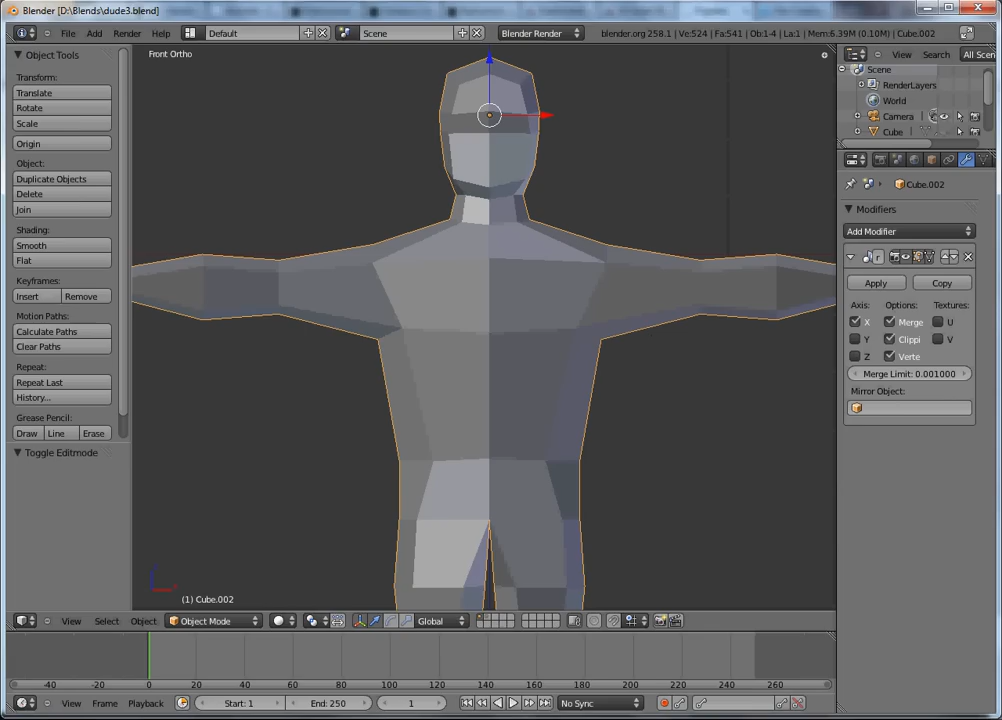 Blender [D:\Blends\dude3.blend]
File Add Render Help Default Scene Blender Render blender.org 258.1 | Ve:524 | Fa:541 | Ob:1-4 | La:1 | Mem:6.39M (0.10M) | Cube.002
Object Tools
Transform:
Translate
Rotate
Scale
Origin
Object:
Duplicate Objects
Delete
Join
Shading:
Smooth
Flat
Keyframes:
Insert Remove
Motion Paths:
Calculate Paths
Clear Paths
Repeat:
Repeat Last
History...
Grease Pencil:
Draw Line Erase
Toggle Editmode
Front Ortho
(1) Cube.002
View Search All Scen
Scene
RenderLayers
World
Camera
Cube
Cube.002
Modifiers
Add Modifier
Apply Copy
Axis: Options: Textures:
X Merge U
Y Clippi V
Z Verte
Merge Limit: 0.001000
Mirror Object:
View Select Object Object Mode Global
-40 -20 0 20 40 60 80 100 120 140 160 180 200 220 240 260
View Frame Playback Start: 1 End: 250 1 No Sync